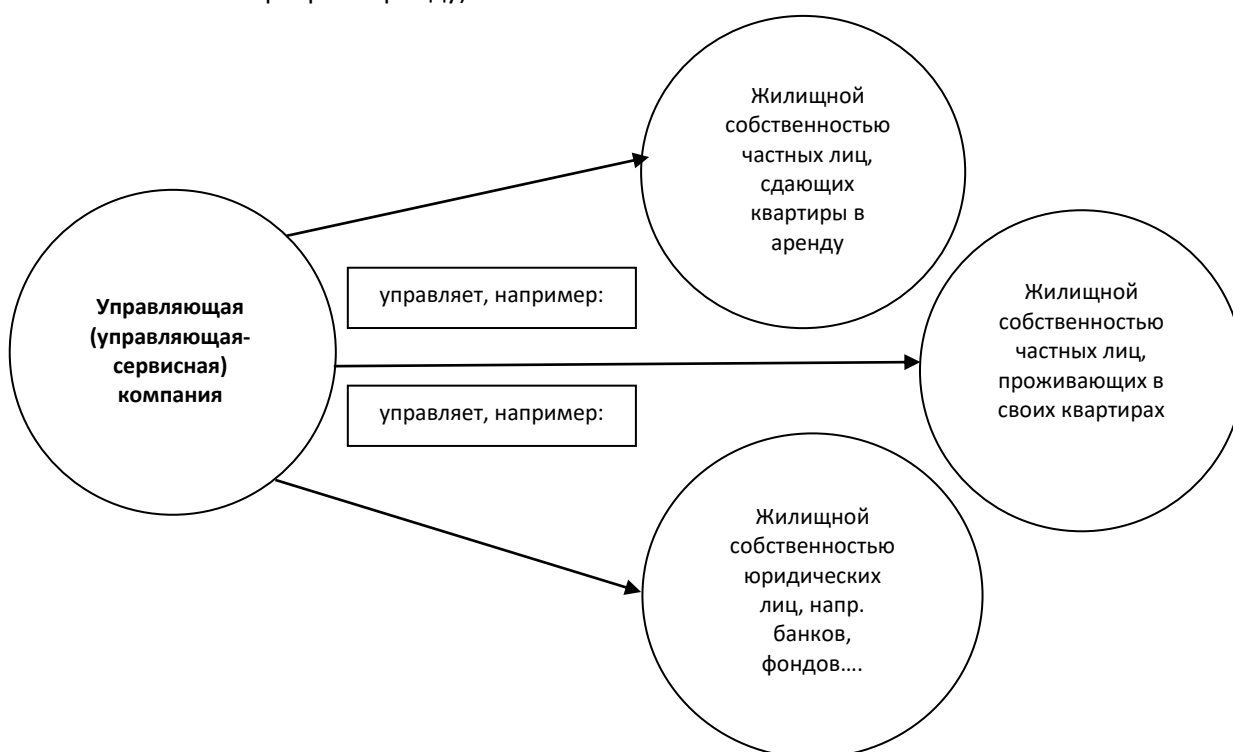 Жилищной
собственностью
частных лиц,
сдающих
квартиры в
аренду
Управляющая
(управляющая-
сервисная)
компания
управляет, например:
Жилищной
собственностью
частных лиц,
проживающих в
своих квартирах
управляет, например:
Жилищной
собственностью
юридических
лиц, напр.
банков,
фондов….